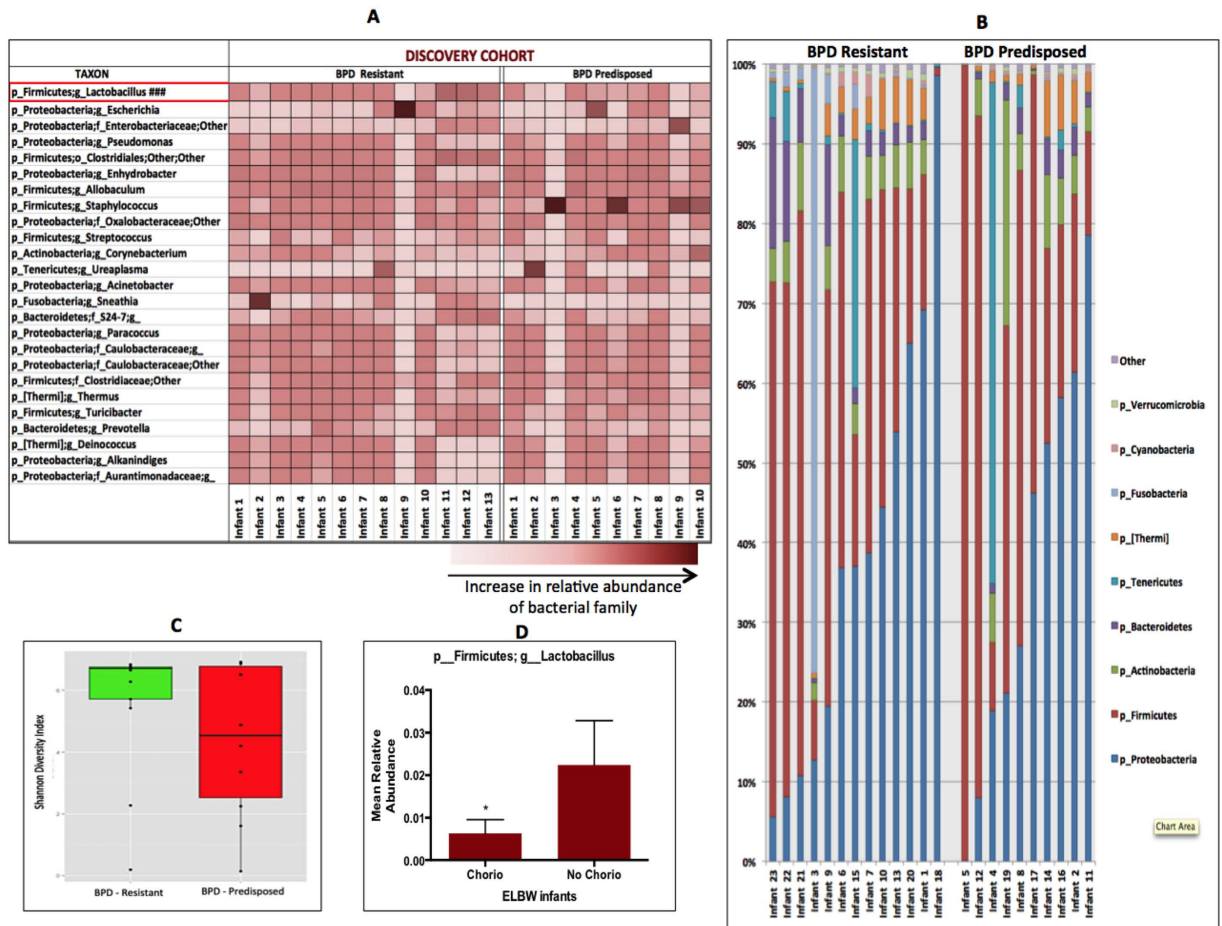 A
DISCOVERY COHORT
TAXON
BPD Resistant
BPD Predisposed
p_Firmicutes;g_Lactobacillus ###
p_Proteobacteria;g_Escherichia
p_Proteobacteria;f_Enterobacteriaceae;Other
p_Proteobacteria;g_Pseudomonas
p_Firmicutes;o_Clostridiales;Other;Other
p_Proteobacteria;g_Enhydrobacter
p_Firmicutes;g_Allobaculum
p_Firmicutes;g_Staphylococcus
p_Proteobacteria;f_Oxalobacteraceae;Other
p_Firmicutes;g_Streptococcus
p_Actinobacteria;g_Corynebacterium
p_Tenericutes;g_Ureaplasma
p_Proteobacteria;g_Acinetobacter
p_Fusobacteria;g_Sneathia
p_Bacteroidetes;f_S24-7;g_
p_Proteobacteria;g_Paracoccus
p_Proteobacteria;f_Caulobacteraceae;g_
p_Proteobacteria;f_Caulobacteraceae;Other
p_Firmicutes;f_Clostridiaceae;Other
p_[Thermi];g_Thermus
p_Firmicutes;g_Turicibacter
p_Bacteroidetes;g_Prevotella
p_[Thermi];g_Deinococcus
p_Proteobacteria;g_Alkanindiges
p_Proteobacteria;f_Aurantimonadaceae;g_
Infant 1
Infant 2
Infant 3
Infant 4
Infant 5
Infant 6
Infant 7
Infant 8
Infant 9
Infant 10
Infant 11
Infant 12
Infant 13
Infant 1
Infant 2
Infant 3
Infant 4
Infant 5
Infant 6
Infant 7
Infant 8
Infant 9
Infant 10
Increase in relative abundance
of bacterial family
B
BPD Resistant
BPD Predisposed
100%
90%
80%
70%
60%
50%
40%
30%
20%
10%
0%
Infant 23
Infant 22
Infant 21
Infant 3
Infant 9
Infant 6
Infant 15
Infant 7
Infant 10
Infant 13
Infant 20
Infant 1
Infant 18
Infant 5
Infant 12
Infant 4
Infant 19
Infant 8
Infant 17
Infant 14
Infant 16
Infant 2
Infant 11
Other
p_Verrucomicrobia
p_Cyanobacteria
p_Fusobacteria
p_[Thermi]
p_Tenericutes
p_Bacteroidetes
p_Actinobacteria
p_Firmicutes
p_Proteobacteria
Chart Area
C
Shannon Diversity Index
6
4
2
0
BPD - Resistant
BPD - Predisposed
D
p__Firmicutes; g__Lactobacillus
Mean Relative
Abundance
0.04
0.03
0.02
0.01
0.00
*
Chorio
No Chorio
ELBW infants